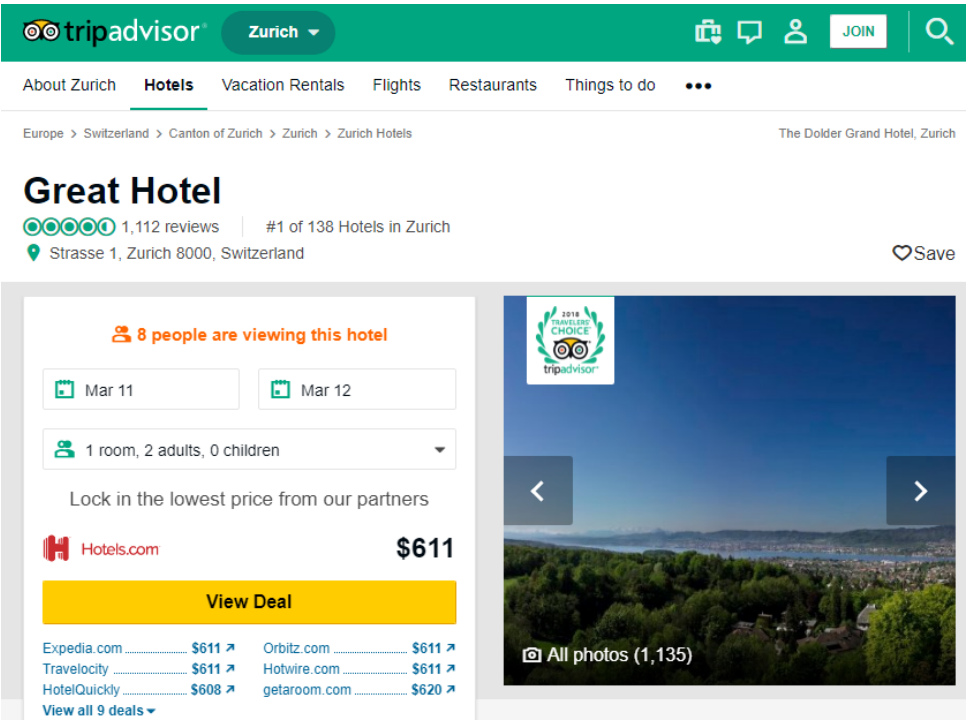 tripadvisor Zurich JOIN
About Zurich Hotels Vacation Rentals Flights Restaurants Things to do •••
Europe > Switzerland > Canton of Zurich > Zurich > Zurich Hotels The Dolder Grand Hotel, Zurich
Great Hotel
1,112 reviews #1 of 138 Hotels in Zurich
Strasse 1, Zurich 8000, Switzerland Save
8 people are viewing this hotel
Mar 11 Mar 12
1 room, 2 adults, 0 children
Lock in the lowest price from our partners
H Hotels.com $611
View Deal
Expedia.com $611 Orbitz.com $611
Travelocity $611 Hotwire.com $611
HotelQuickly $608 getaroom.com $620
View all 9 deals
2018
TRAVELERS'
CHOICE
tripadvisor
All photos (1,135)